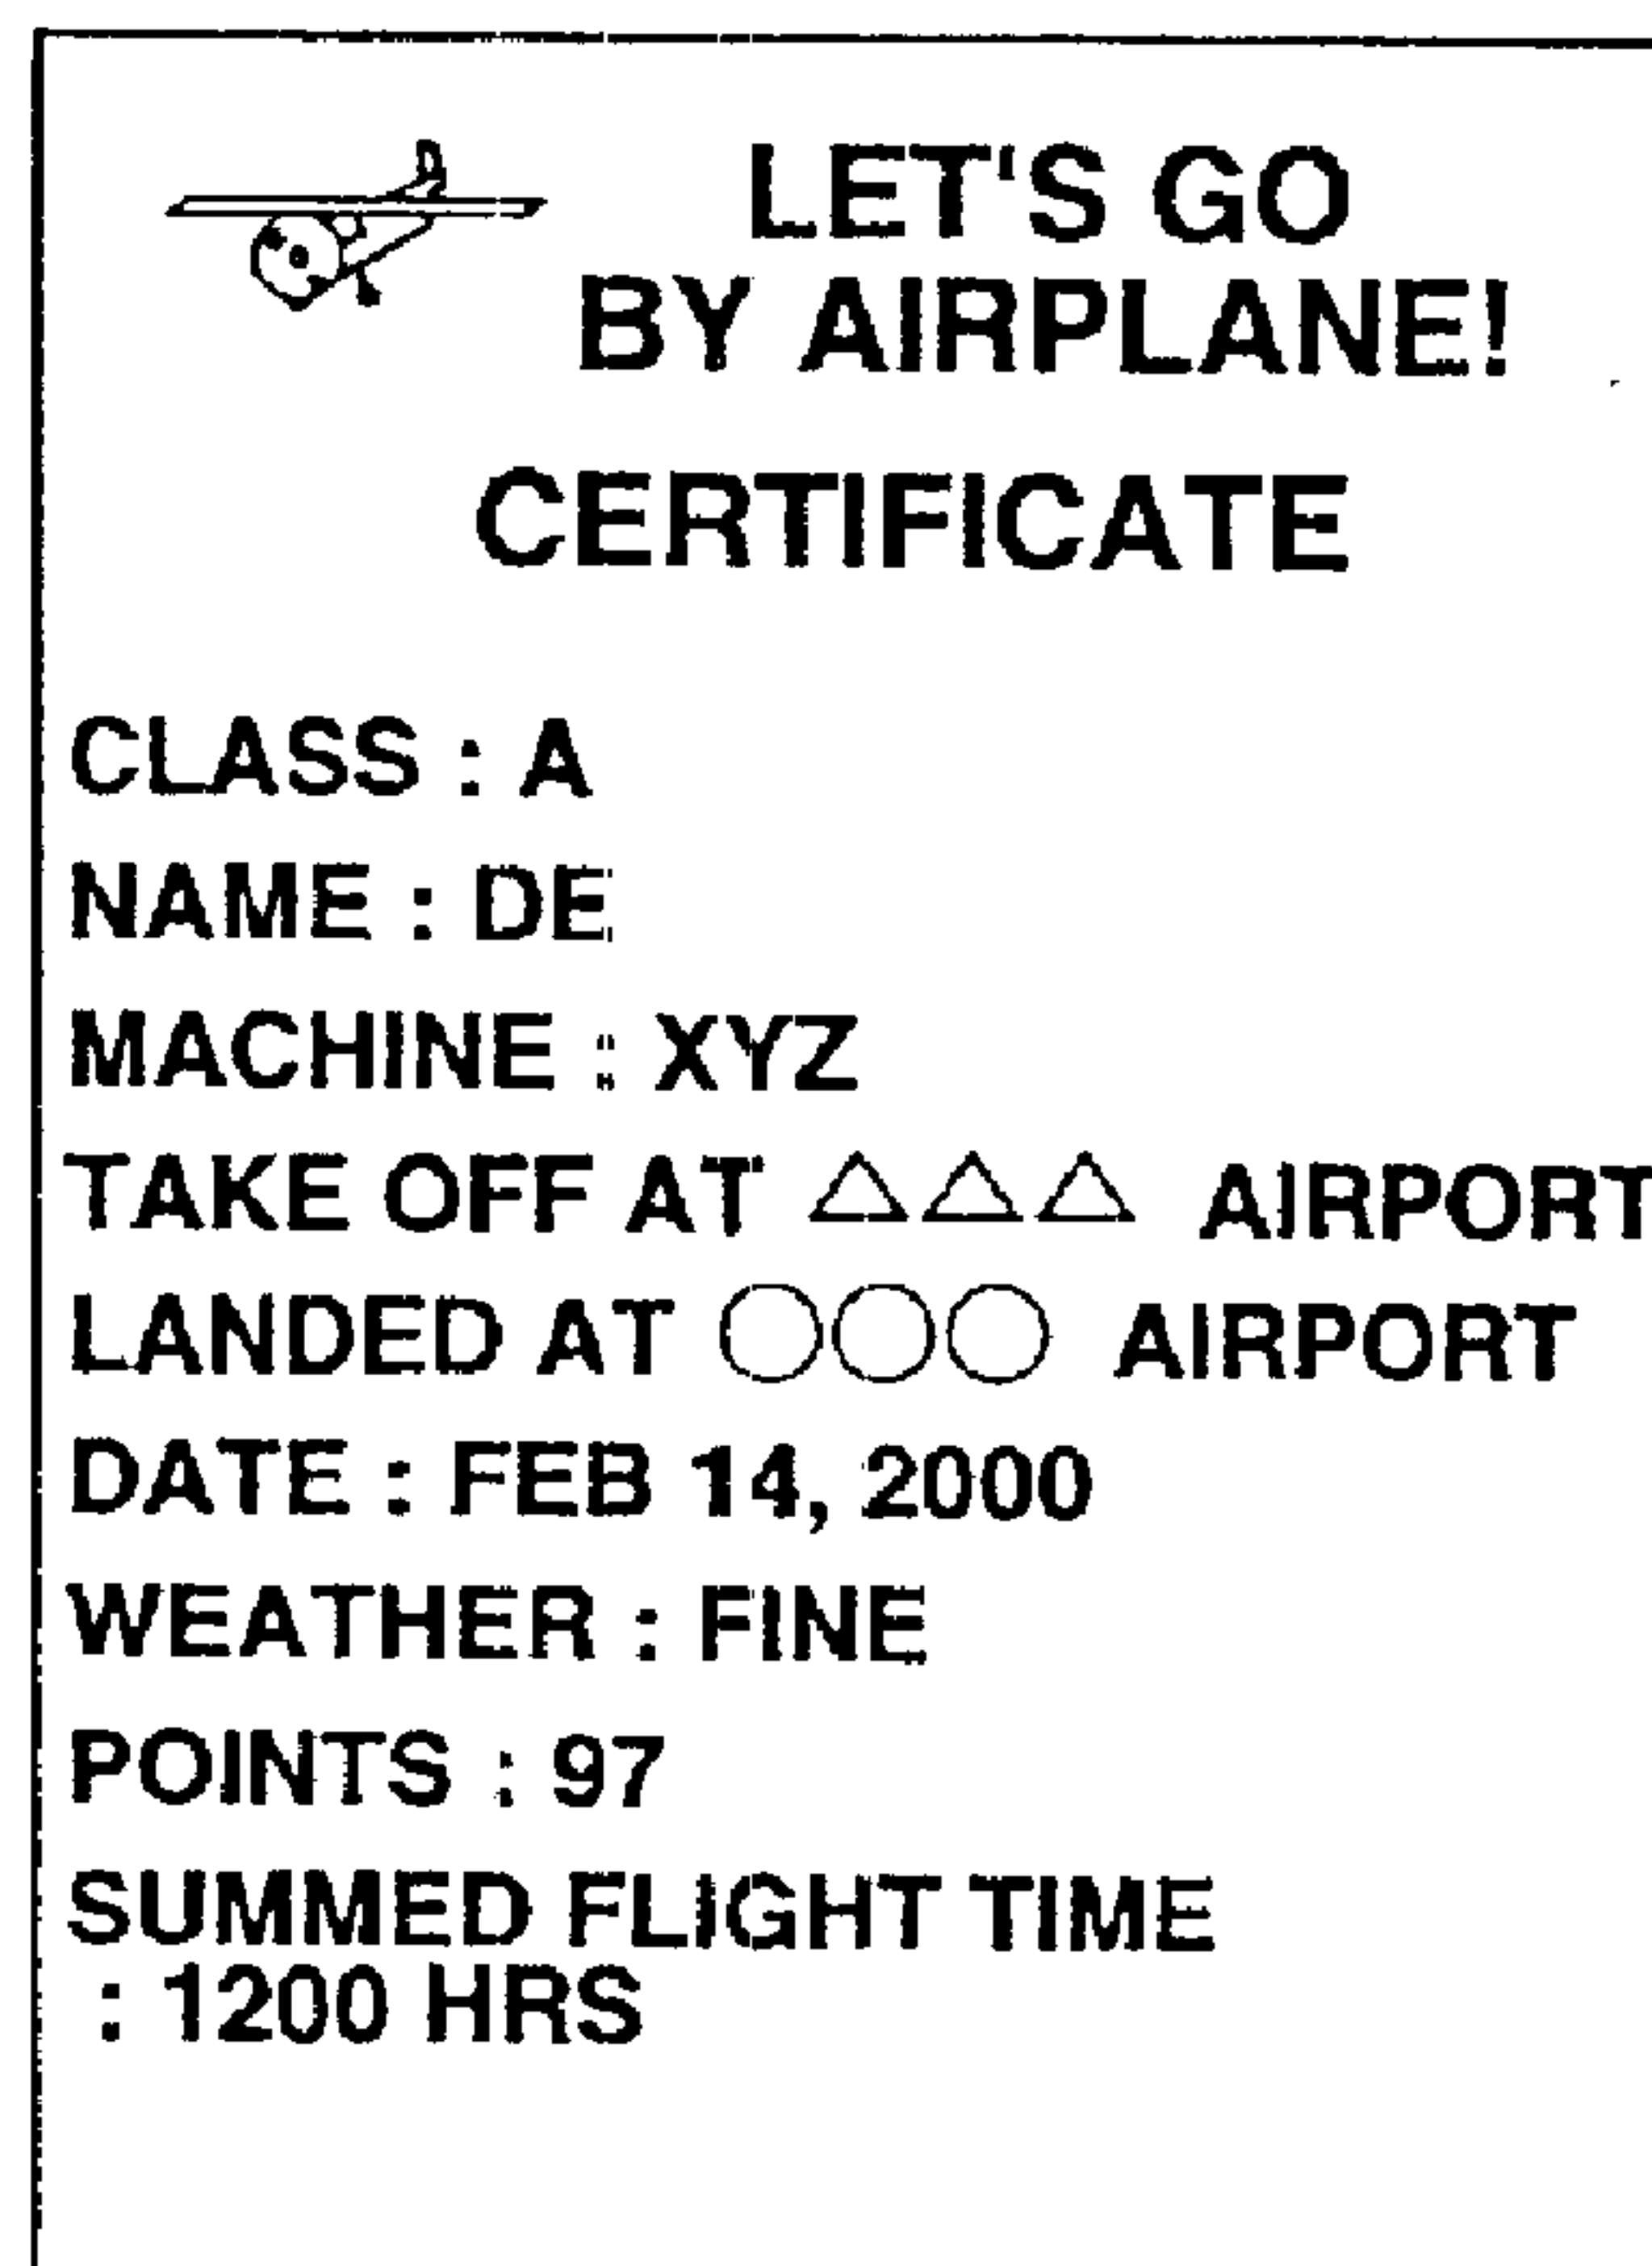 LET'S GO
BY AIRPLANE!
CERTIFICATE
CLASS : A
NAME : DE
MACHINE : XYZ
TAKE OFF AT △△△ AIRPORT
LANDED AT ○○○ AIRPORT
DATE : FEB 14, 2000
WEATHER : FINE
POINTS : 97
SUMMED FLIGHT TIME
: 1200 HRS